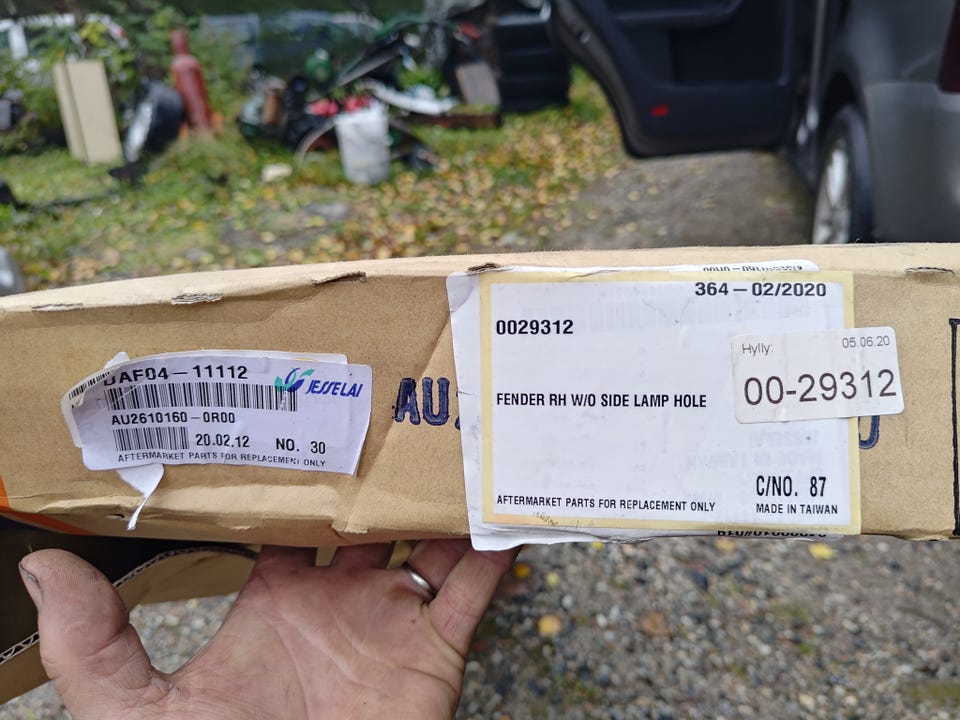 AF04-11112
JESSELAI
AU2610160-0R00
20.02.12 NO. 30
AFTERMARKET PARTS FOR REPLACEMENT ONLY
AU
364-02/2020
0029312
FENDER RH W/O SIDE LAMP HOLE
AFTERMARKET PARTS FOR REPLACEMENT ONLY
C/NO. 87
MADE IN TAIWAN
Hylly: 05.06.20
00-29312